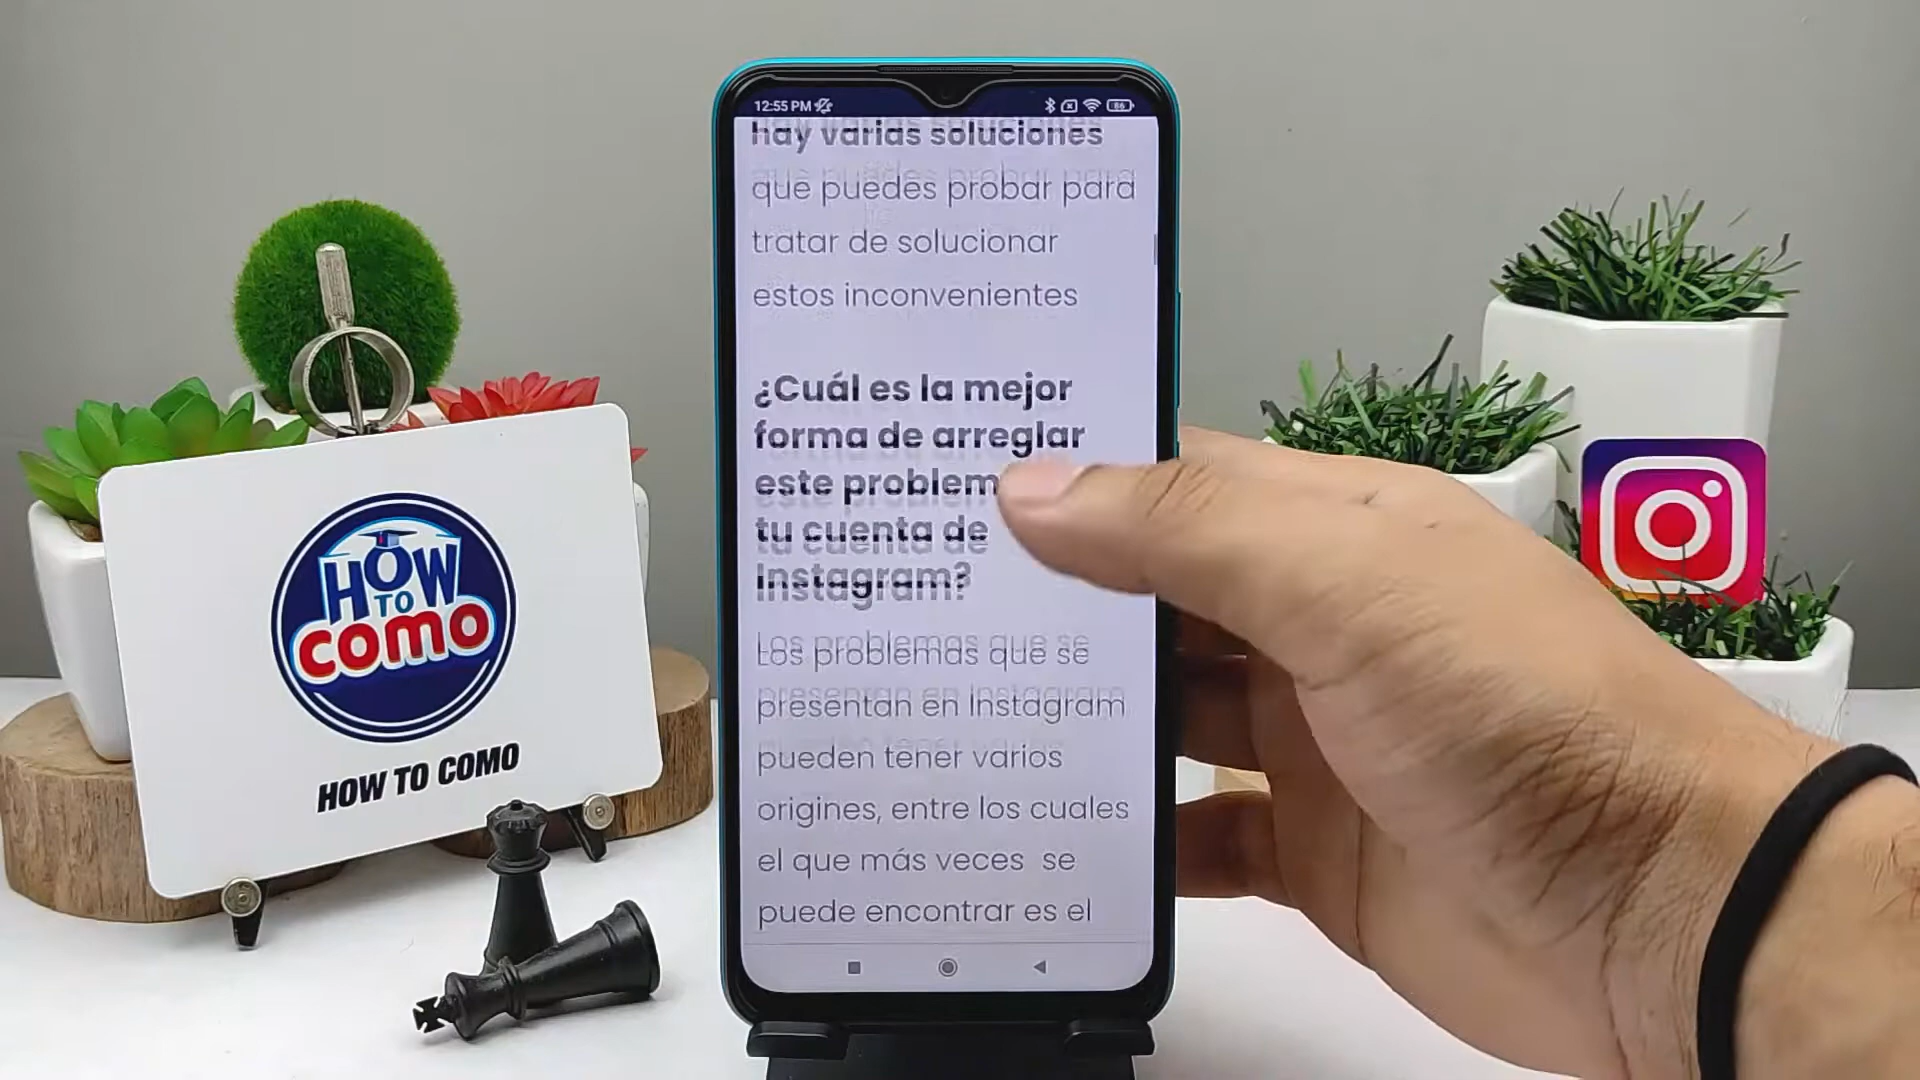 12:55 PM
86
hay varias soluciones
que puedes probar para
tratar de solucionar
estos inconvenientes
¿Cuál es la mejor
forma de arreglar
este problem
tu cuenta de
Instagram?
Los problemas que se
presentan en Instagram
pueden tener varios
origines, entre los cuales
el que más veces se
puede encontrar es el
HOW
TO
COMO
HOW TO COMO